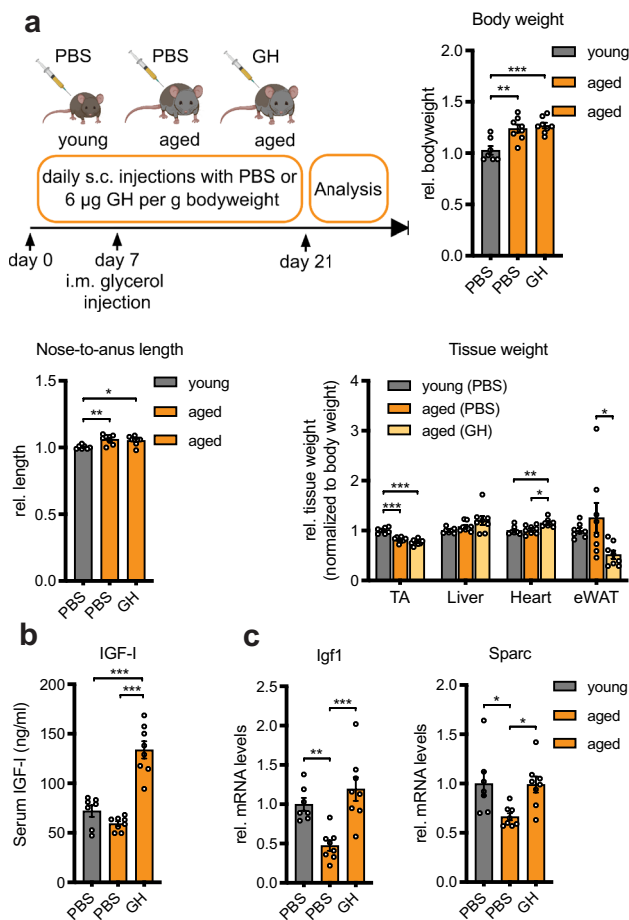 a
PBS
PBS
GH
young
aged
aged
daily s.c. injections with PBS or
6 µg GH per g bodyweight
Analysis
day 0
day 7
i.m. glycerol
injection
day 21
Body weight
rel. bodyweight
2.0
1.5
1.0
0.5
0.0
***
**
PBS
PBS
GH
young
aged
aged
Nose-to-anus length
rel. length
1.5
1.0
0.5
0.0
*
**
PBS
PBS
GH
young
aged
aged
Tissue weight
rel. tissue weight
(normalized to body weight)
4
3
2
1
0
young (PBS)
aged (PBS)
aged (GH)
***
***
**
*
*
TA
Liver
Heart
eWAT
b
IGF-I
Serum IGF-I (ng/ml)
200
150
100
50
0
***
***
PBS
PBS
GH
c
Igf1
rel. mRNA levels
2.5
2.0
1.5
1.0
0.5
0.0
**
***
PBS
PBS
GH
Sparc
rel. mRNA levels
2.0
1.5
1.0
0.5
0.0
*
*
PBS
PBS
GH
young
aged
aged